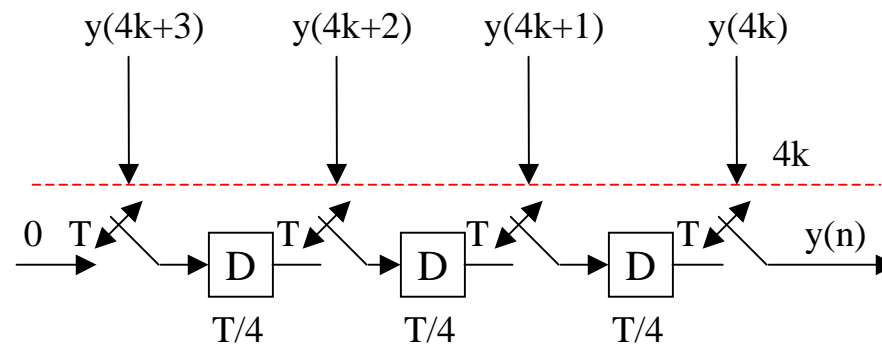 y(4k+3) y(4k+2) y(4k+1) y(4k)
4k
0 T T T T y(n)
D D D
T/4 T/4 T/4